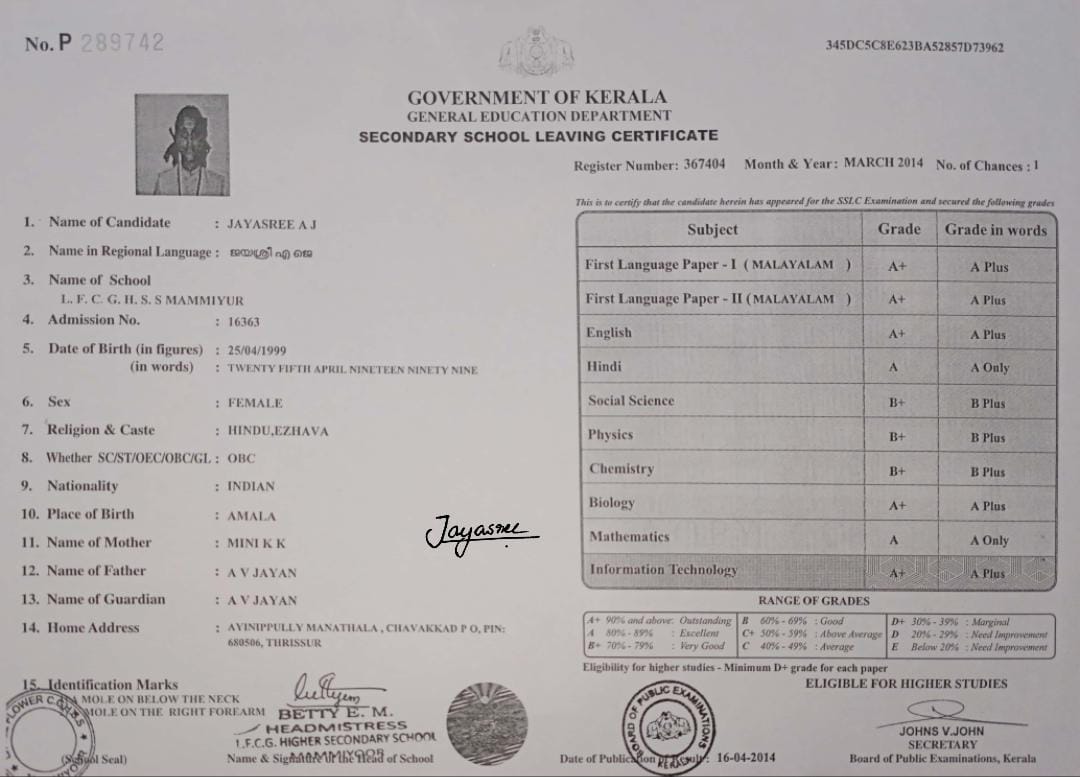 No. P 289742
345DC5C8E623BA52857D73962
GOVERNMENT OF KERALA
GENERAL EDUCATION DEPARTMENT
SECONDARY SCHOOL LEAVING CERTIFICATE
Register Number: 367404 Month & Year: MARCH 2014 No. of Chances : 1
1. Name of Candidate : JAYASREE A J
2. Name in Regional Language : ജയശ്രീ എ ജെ
3. Name of School
L. F. C. G. H. S. S MAMMIYUR
4. Admission No. : 16363
5. Date of Birth (in figures) : 25/04/1999
(in words) : TWENTY FIFTH APRIL NINETEEN NINETY NINE
6. Sex : FEMALE
7. Religion & Caste : HINDU,EZHAVA
8. Whether SC/ST/OEC/OBC/GL : OBC
9. Nationality : INDIAN
10. Place of Birth : AMALA
11. Name of Mother : MINI K K
12. Name of Father : A V JAYAN
13. Name of Guardian : A V JAYAN
14. Home Address : AYINIPPULLY MANATHALA , CHAVAKKAD P O, PIN:
680506, THRISSUR
15. Identification Marks
A MOLE ON BELOW THE NECK
MOLE ON THE RIGHT FOREARM
Jayasree
BETTY E. M.
HEADMISTRESS
L.F.C.G. HIGHER SECONDARY SCHOOL
MAMMIYOOR
(School Seal) Name & Signature of the Head of School
This is to certify that the candidate herein has appeared for the SSLC Examination and secured the following grades
Subject Grade Grade in words
First Language Paper - I ( MALAYALAM ) A+ A Plus
First Language Paper - II ( MALAYALAM ) A+ A Plus
English A+ A Plus
Hindi A A Only
Social Science B+ B Plus
Physics B+ B Plus
Chemistry B+ B Plus
Biology A+ A Plus
Mathematics A A Only
Information Technology A+ A Plus
RANGE OF GRADES
A+ 90% and above: Outstanding B 60% - 69% : Good D+ 30% - 39% : Marginal
A 80% - 89% : Excellent C+ 50% - 59% : Above Average D 20% - 29% : Need Improvement
B+ 70% - 79% : Very Good C 40% - 49% : Average E Below 20% : Need Improvement
Eligibility for higher studies - Minimum D+ grade for each paper
ELIGIBLE FOR HIGHER STUDIES
BOARD OF PUBLIC EXAMINATIONS
KERALA
JOHNS V.JOHN
SECRETARY
Date of Publication of Result : 16-04-2014 Board of Public Examinations, Kerala